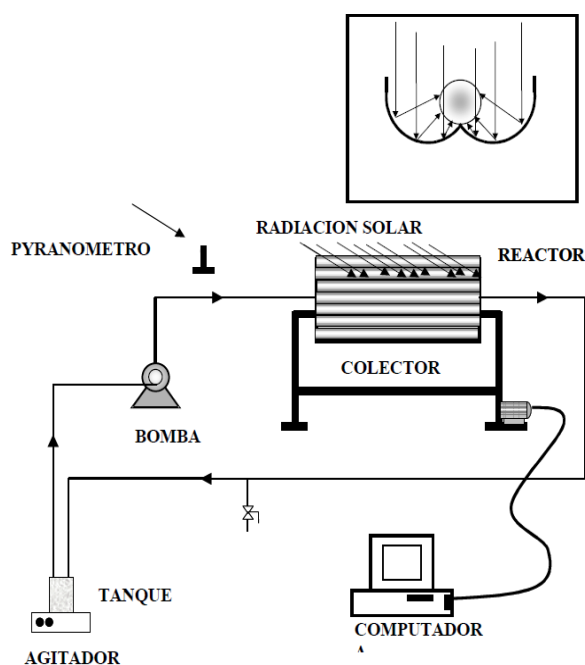 RADIACION SOLAR
PYRANOMETRO
REACTOR
COLECTOR
BOMBA
TANQUE
AGITADOR
COMPUTADOR